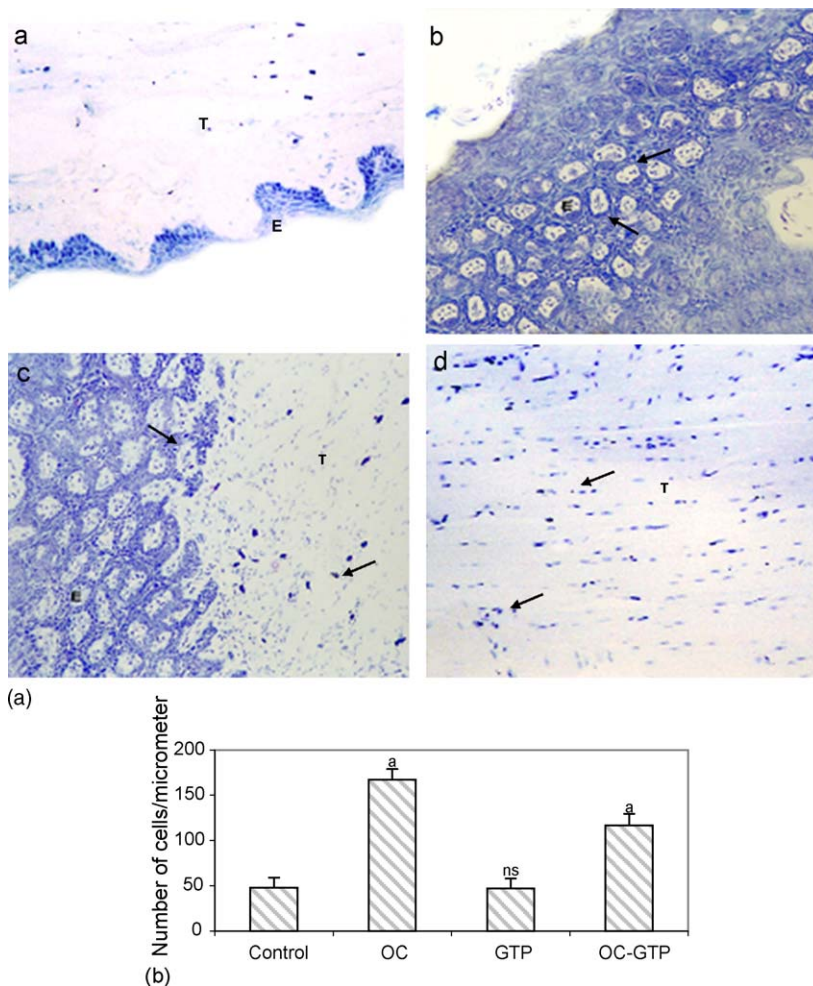 a
T
E
b
E
c
T
E
d
T
(a)
Number of cells/micrometer
200
150
100
50
0
a
ns
a
Control OC GTP OC-GTP
(b)